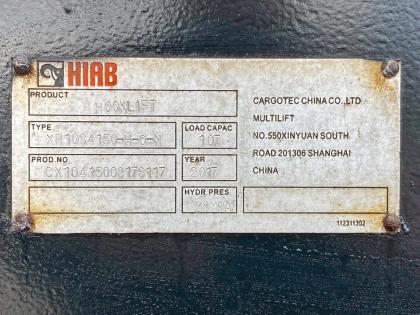 HIAB
PRODUCT
HOOKLIFT
TYPE
XR10S4150-H-0-N
LOAD CAPAC
10T
PROD.NO.
YEAR
2017
HYDR PRES
28MPA
CARGOTEC CHINA CO.,LTD
MULTILIFT
NO.550XINYUAN SOUTH
ROAD 201306 SHANGHAI
CHINA
112311302